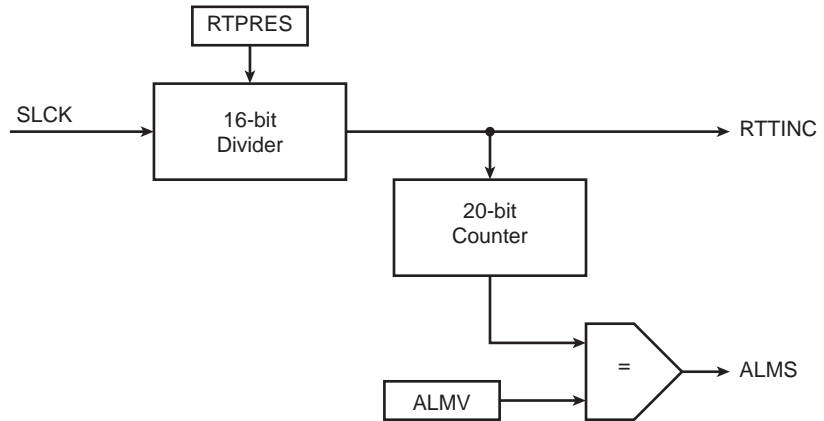 RTPRES
SLCK
16-bit
Divider
RTTINC
20-bit
Counter
=
ALMS
ALMV